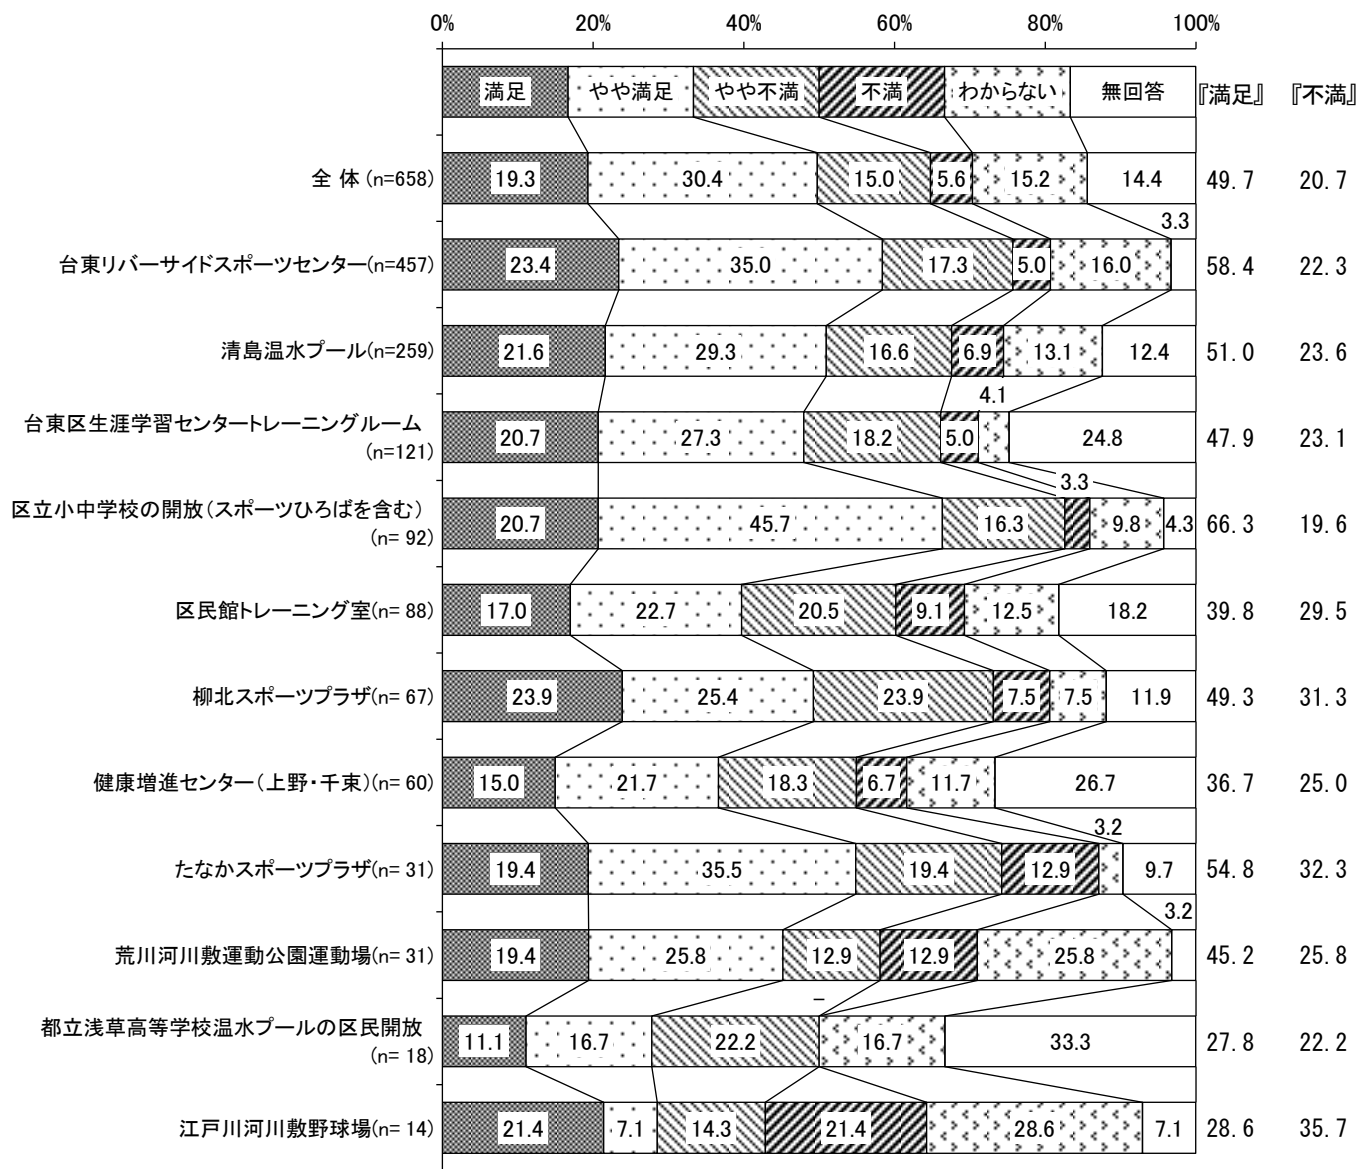 0% 20% 40% 60% 80% 100%
満足 やや満足 やや不満 不満 わからない 無回答 『満足』 『不満』
全 体 (n=658) 19.3 30.4 15.0 5.6 15.2 14.4 49.7 20.7
3.3
台東リバーサイドスポーツセンター(n=457) 23.4 35.0 17.3 5.0 16.0 58.4 22.3
清島温水プール(n=259) 21.6 29.3 16.6 6.9 13.1 12.4 51.0 23.6
4.1
台東区生涯学習センタートレーニングルーム
(n=121) 20.7 27.3 18.2 5.0 24.8 47.9 23.1
3.3
区立小中学校の開放(スポーツひろばを含む)
(n= 92) 20.7 45.7 16.3 9.8 4.3 66.3 19.6
区民館トレーニング室(n= 88) 17.0 22.7 20.5 9.1 12.5 18.2 39.8 29.5
柳北スポーツプラザ(n= 67) 23.9 25.4 23.9 7.5 7.5 11.9 49.3 31.3
健康増進センター(上野・千束)(n= 60) 15.0 21.7 18.3 6.7 11.7 26.7 36.7 25.0
3.2
たなかスポーツプラザ(n= 31) 19.4 35.5 19.4 12.9 9.7 54.8 32.3
3.2
荒川河川敷運動公園運動場(n= 31) 19.4 25.8 12.9 12.9 25.8 45.2 25.8
–
都立浅草高等学校温水プールの区民開放
(n= 18) 11.1 16.7 22.2 16.7 33.3 27.8 22.2
江戸川河川敷野球場(n= 14) 21.4 7.1 14.3 21.4 28.6 7.1 28.6 35.7